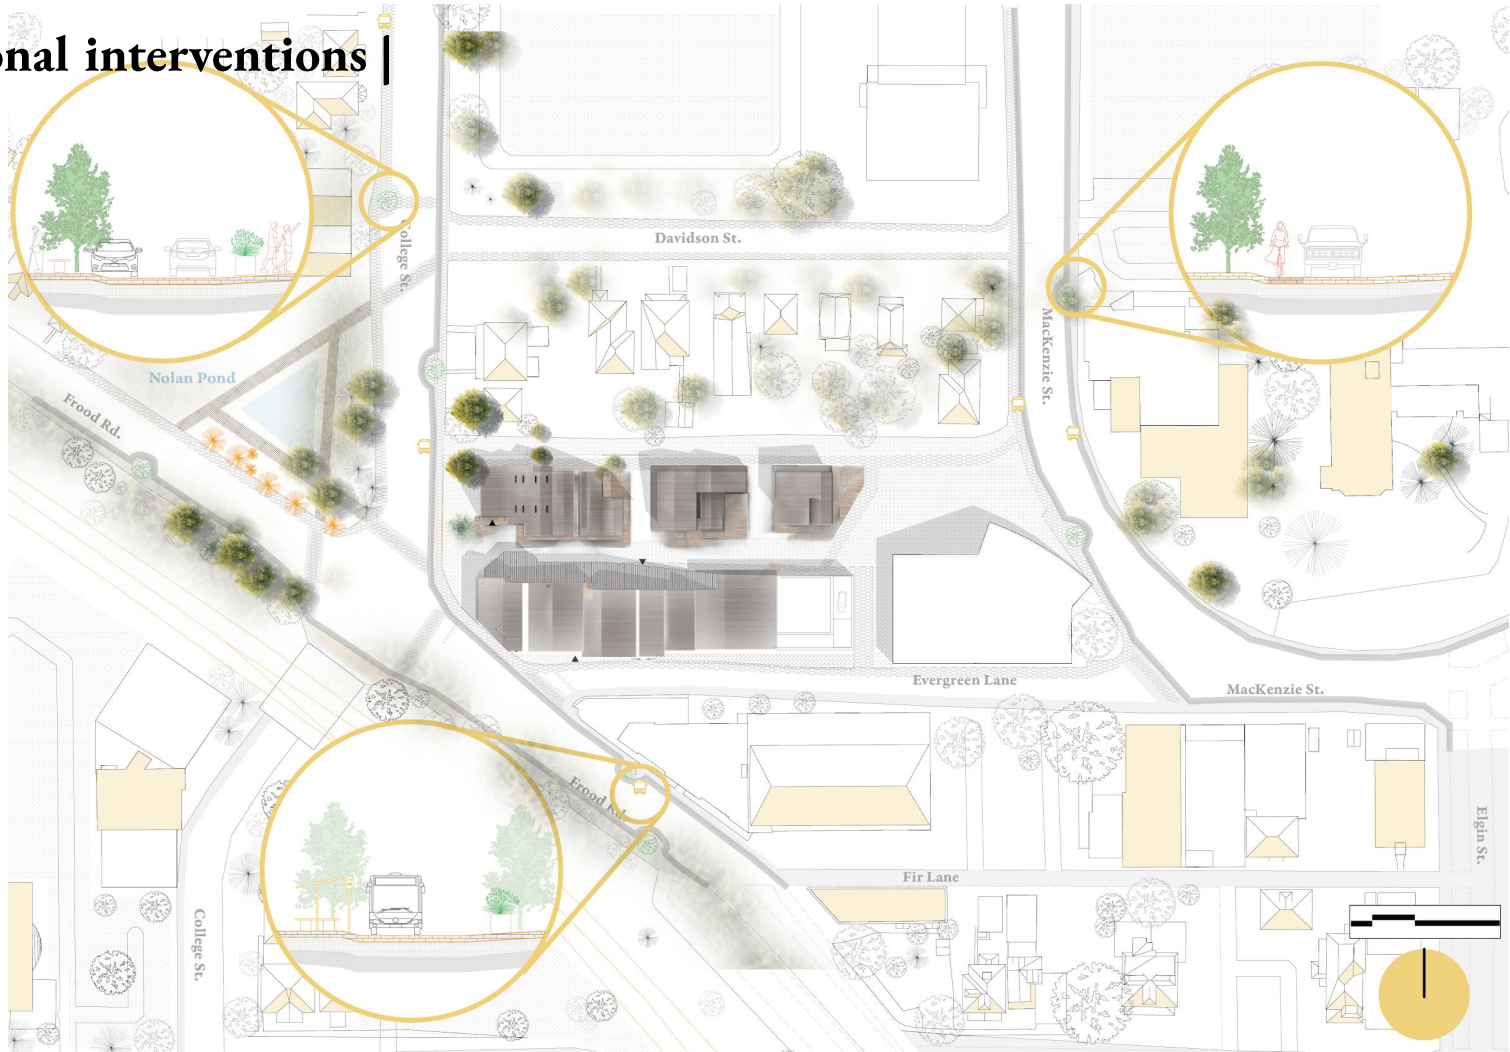 onal interventions |
Davidson St.
College St.
MacKenzie St.
Nolan Pond
Frood Rd.
Evergreen Lane
MacKenzie St.
Frood Rd.
Elgin St.
Fir Lane
College St.